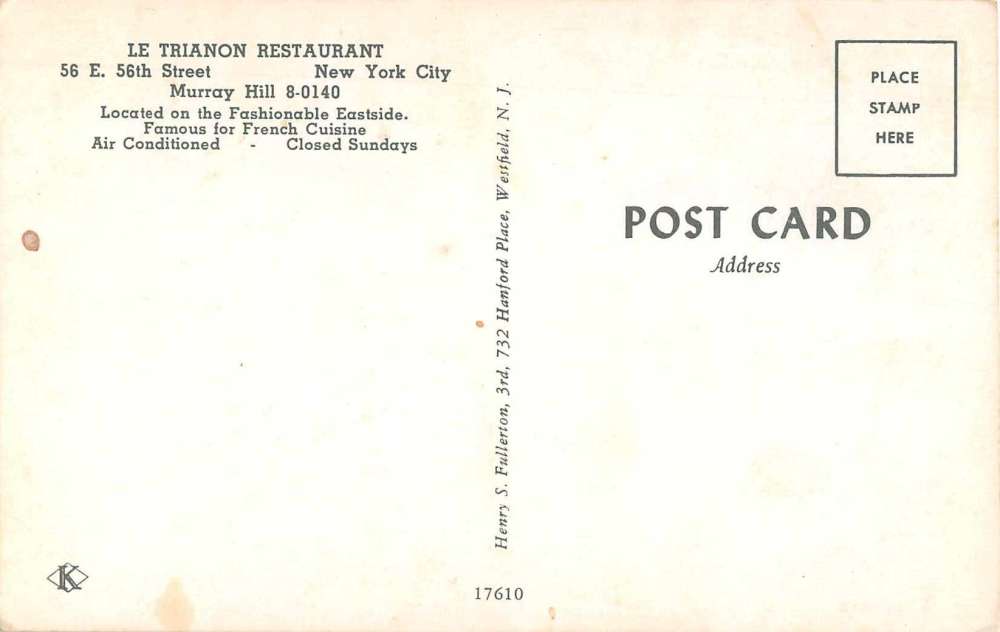 LE TRIANON RESTAURANT
56 E. 56th Street New York City
Murray Hill 8-0140
Located on the Fashionable Eastside.
Famous for French Cuisine
Air Conditioned - Closed Sundays
Henry S. Fullerton, 3rd, 732 Hanford Place, Westfield, N. J.
PLACE
STAMP
HERE
POST CARD
Address
K
17610